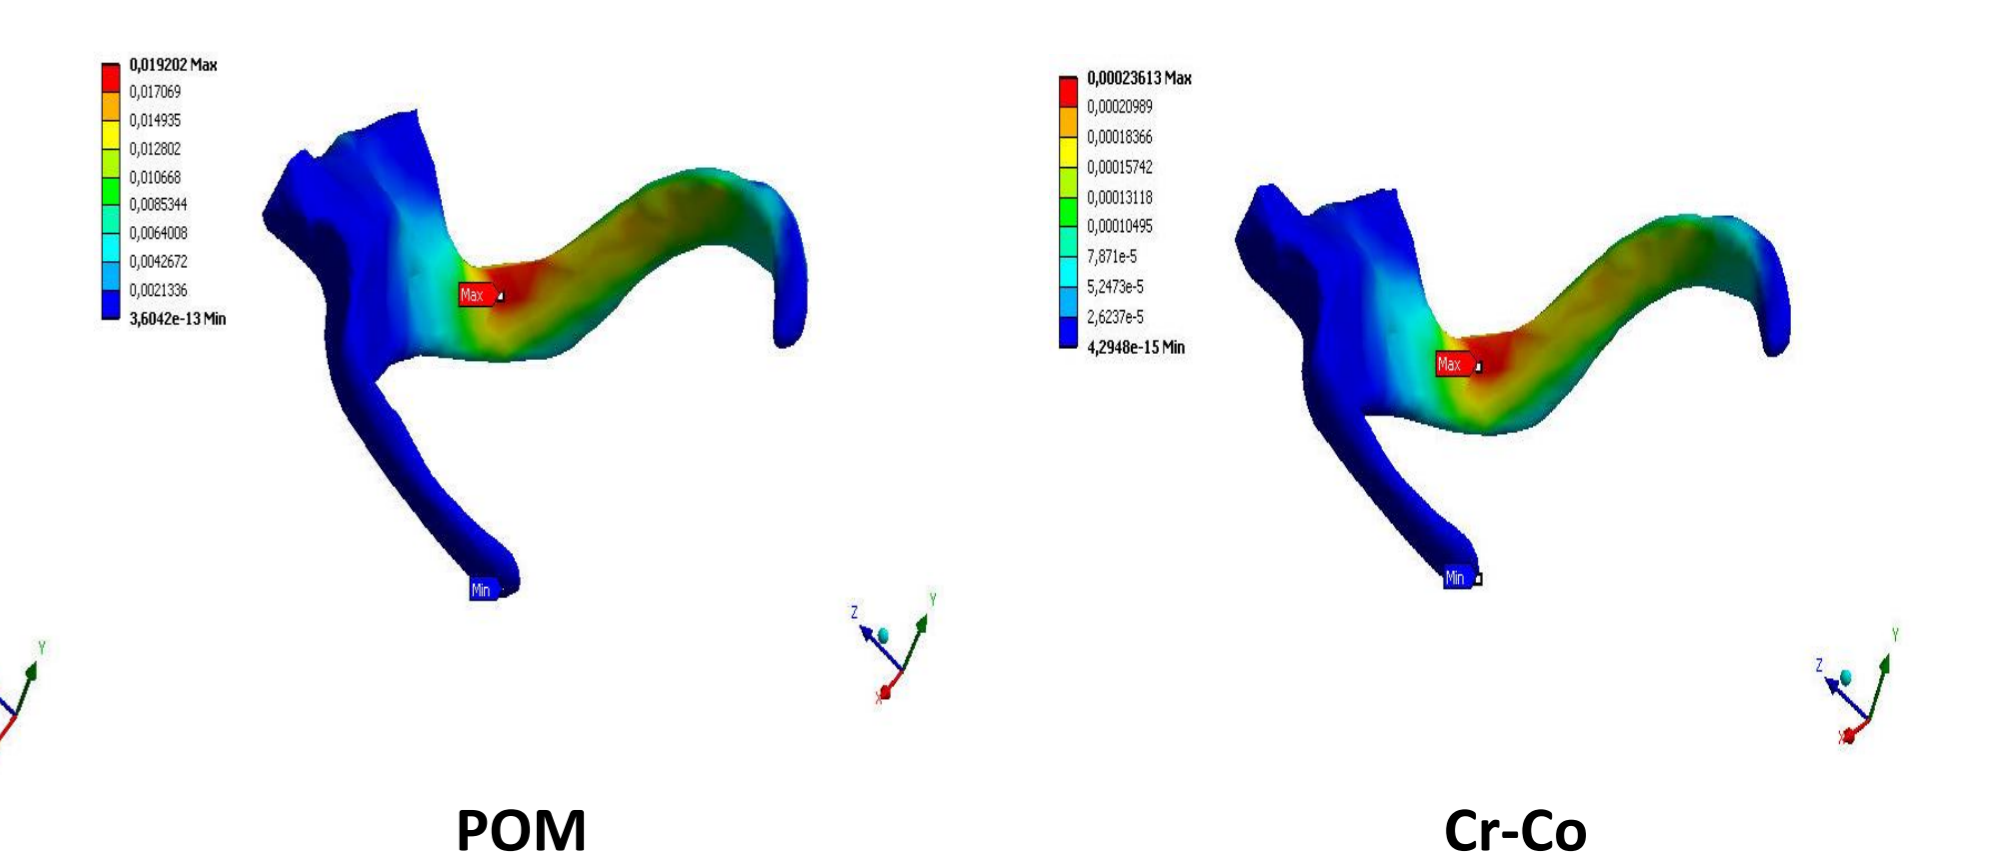 0,019202 Max
0,017069
0,014935
0,012802
0,010668
0,0085344
0,0064008
0,0042672
0,0021336
3,6042e-13 Min
Max
Min
Z
Y
X
Y
0,00023613 Max
0,00020989
0,00018366
0,00015742
0,00013118
0,00010495
7,871e-5
5,2473e-5
2,6237e-5
4,2948e-15 Min
Max
Min
Z
Y
X
POM
Cr-Co